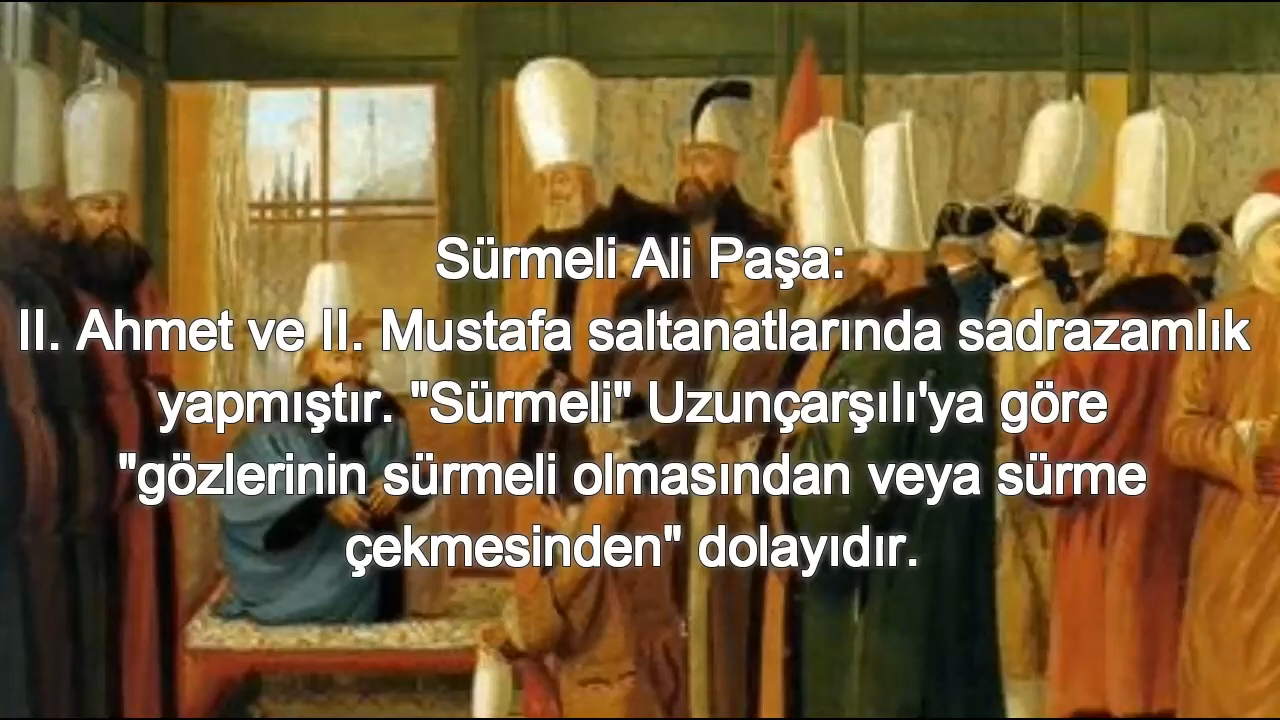 Sürmeli Ali Paşa:
II. Ahmet ve II. Mustafa saltanatlarında sadrazamlık
yapmıştır. "Sürmeli" Uzunçarşılı'ya göre
"gözlerinin sürmeli olmasından veya sürme
çekmesinden" dolayıdır.